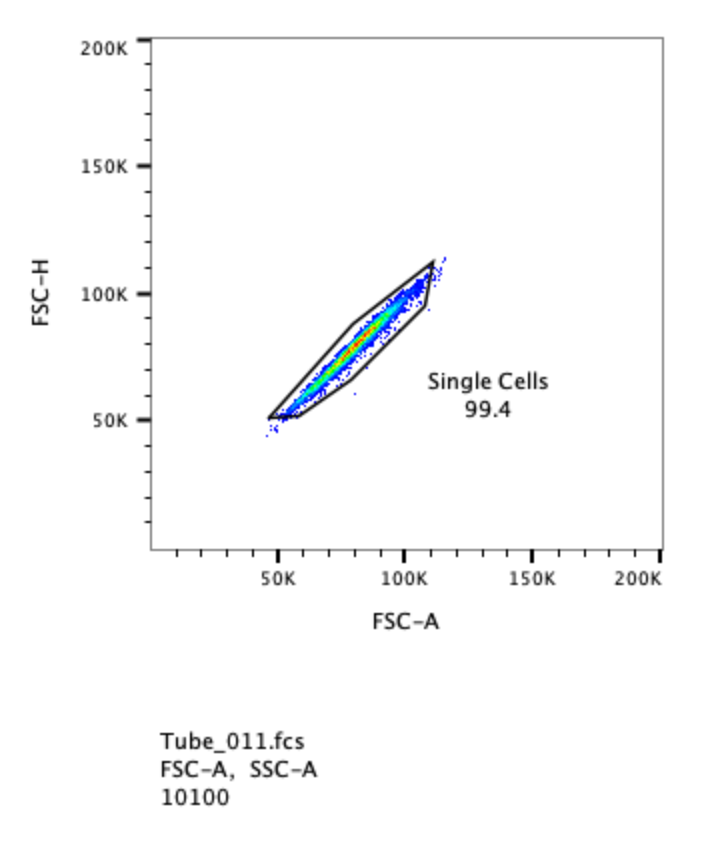 200K
150K
100K
50K
FSC-H
Single Cells
99.4
50K 100K 150K 200K
FSC-A
Tube_011.fcs
FSC-A, SSC-A
10100